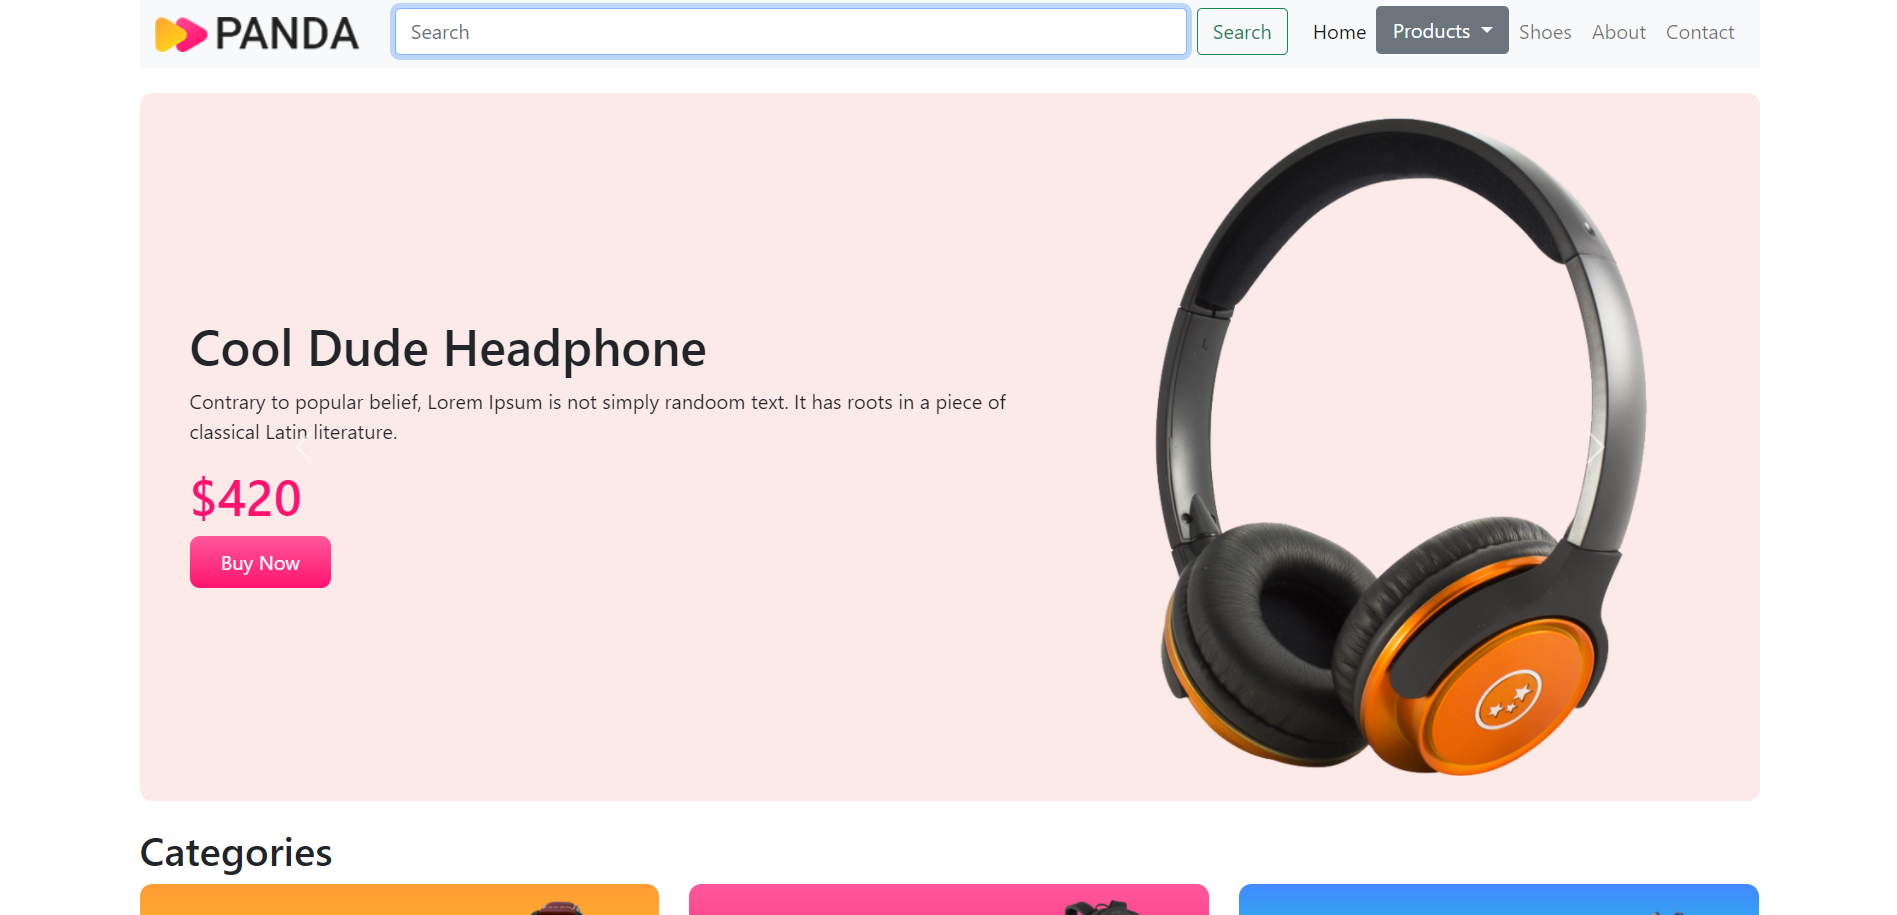 PANDA
Search
Search
Home
Products
Shoes
About
Contact
Cool Dude Headphone
Contrary to popular belief, Lorem Ipsum is not simply randoom text. It has roots in a piece of
classical Latin literature.
$420
Buy Now
Categories